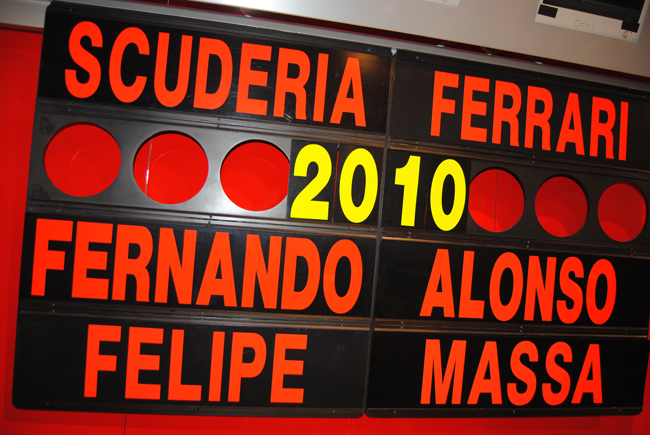 SCUDERIA FERRARI
2010
FERNANDO ALONSO
FELIPE MASSA